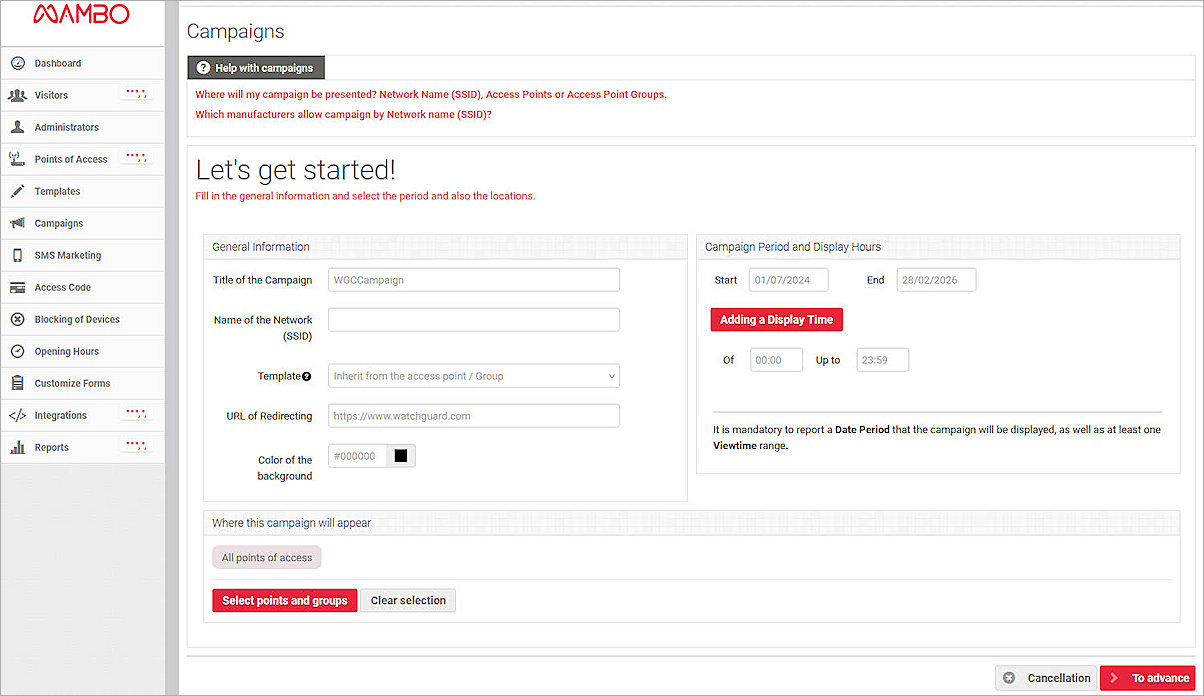 MAMBO
Dashboard
Visitors
Administrators
Points of Access
Templates
Campaigns
SMS Marketing
Access Code
Blocking of Devices
Opening Hours
Customize Forms
Integrations
Reports
Campaigns
Help with campaigns
Where will my campaign be presented? Network Name (SSID), Access Points or Access Point Groups.
Which manufacturers allow campaign by Network name (SSID)?
Let's get started!
Fill in the general information and select the period and also the locations.
General Information
Title of the Campaign WGCCampaign
Name of the Network
(SSID)
Template Inherit from the access point / Group
URL of Redirecting https://www.watchguard.com
Color of the #000000
background
Campaign Period and Display Hours
Start 01/07/2024 End 28/02/2026
Adding a Display Time
Of 00:00 Up to 23:59
It is mandatory to report a Date Period that the campaign will be displayed, as well as at least one
Viewtime range.
Where this campaign will appear
All points of access
Select points and groups Clear selection
Cancellation To advance